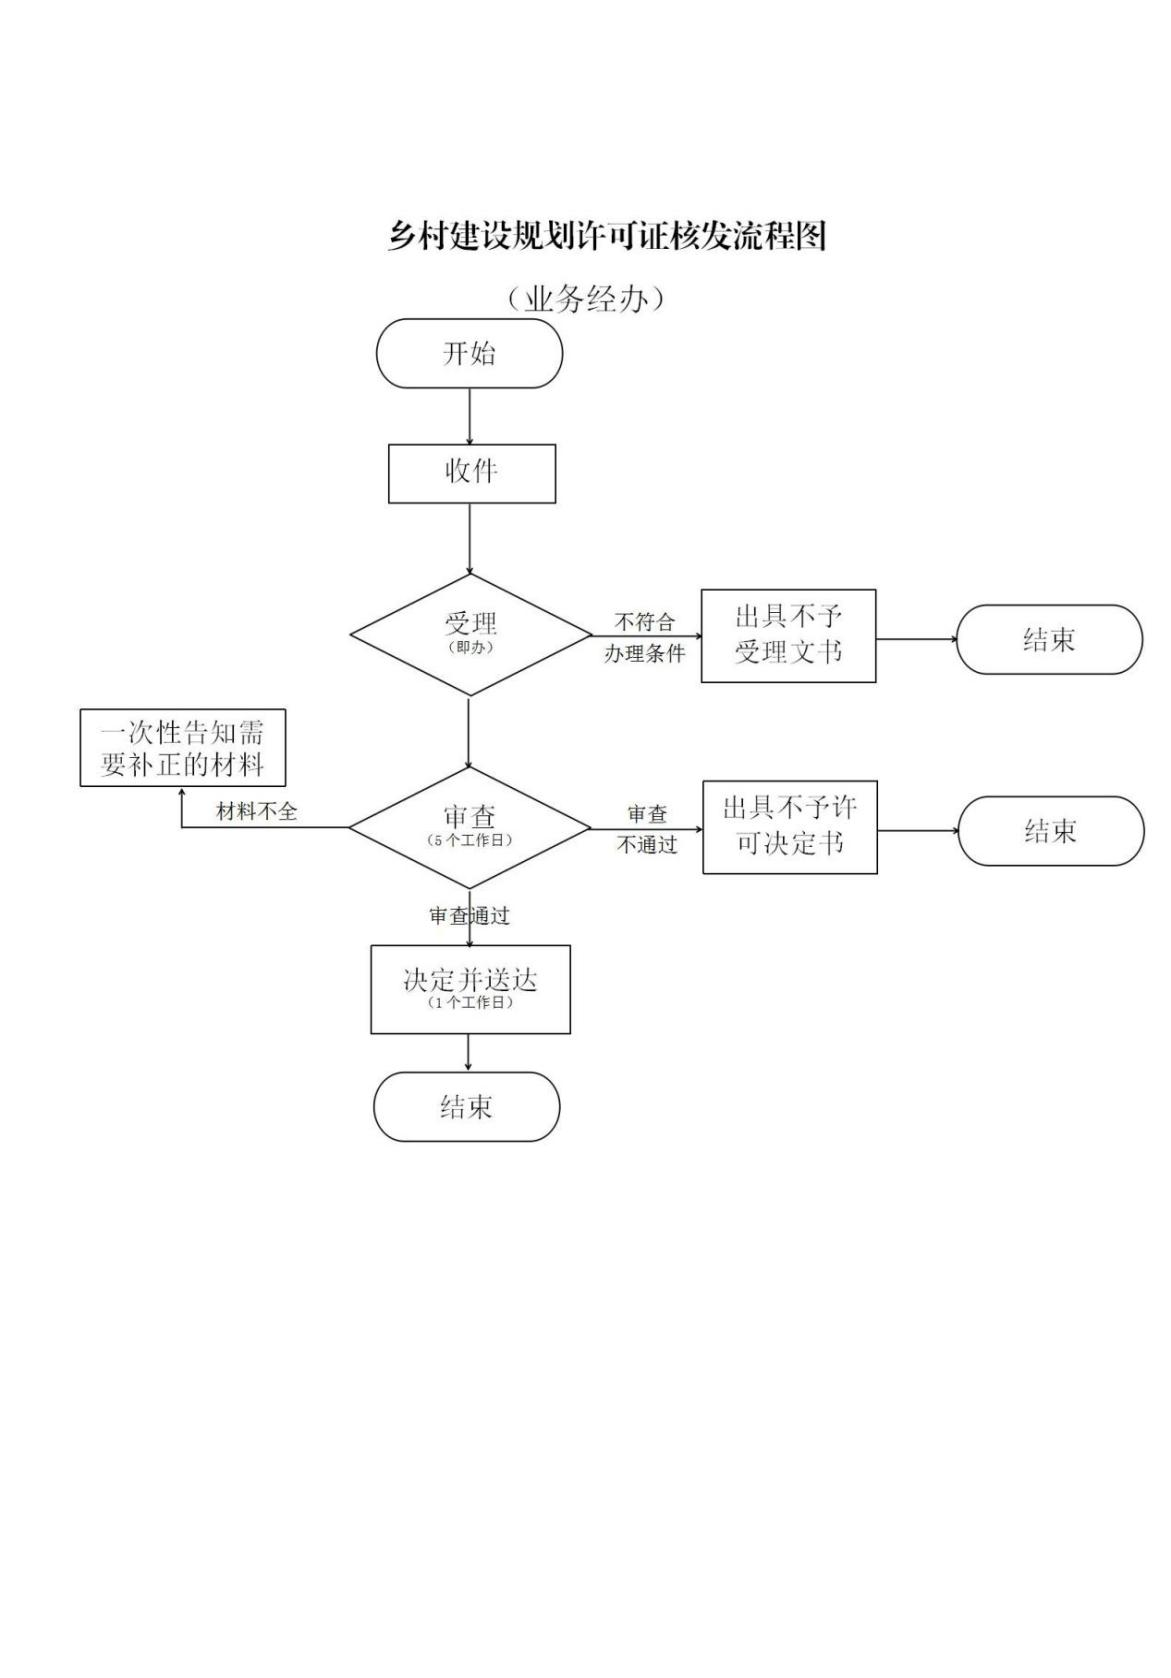 乡村建设规划许可证核发流程图
（业务经办）
开始
收件
受理
（即办）
不符合
办理条件
出具不予
受理文书
结束
一次性告知需
要补正的材料
材料不全
审查
（5 个工作日）
审查
不通过
出具不予许
可决定书
结束
审查通过
决定并送达
（1 个工作日）
结束